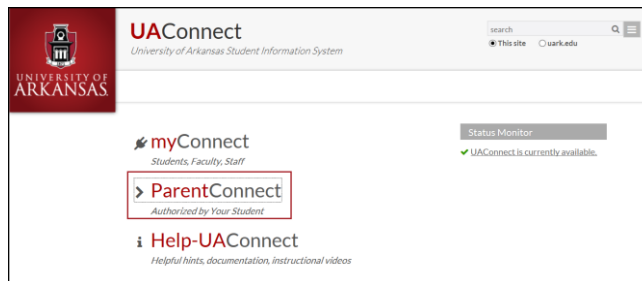 UNIVERSITY OF
ARKANSAS
UAConnect
University of Arkansas Student Information System
search
This site uark.edu
myConnect
Students, Faculty, Staff
ParentConnect
Authorized by Your Student
Help-UAConnect
Helpful hints, documentation, instructional videos
Status Monitor
UAConnect is currently available.